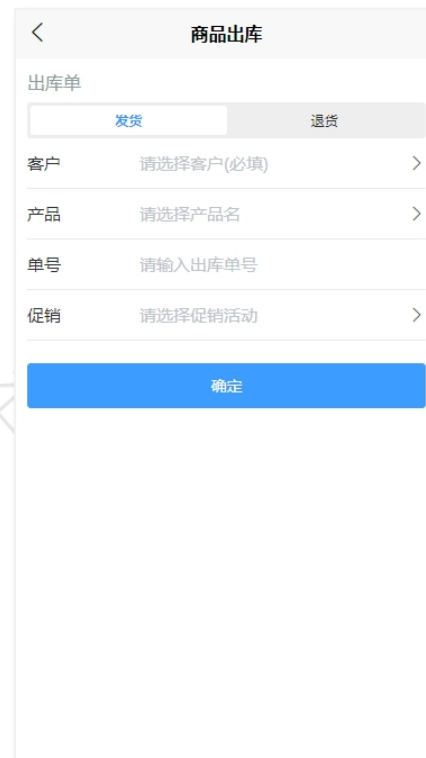 商品出库
出库单
发货 退货
客户 请选择客户(必填)
产品 请选择产品名
单号 请输入出库单号
促销 请选择促销活动
确定